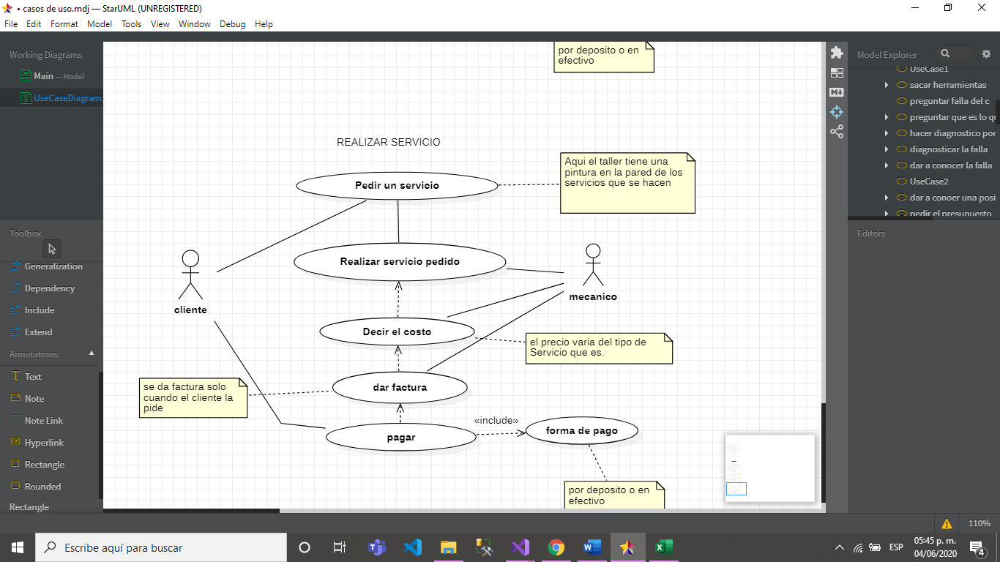 • casos de uso.mdj — StarUML (UNREGISTERED)
File Edit Format Model Tools View Window Debug Help
Working Diagrams
Main — Model
UseCaseDiagram1
Toolbox
Generalization
Dependency
Include
Extend
Annotations
Text
Note
Note Link
Hyperlink
Rectangle
Rounded
Rectangle
por deposito o en
efectivo
REALIZAR SERVICIO
Pedir un servicio
Aqui el taller tiene una
pintura en la pared de los
servicios que se hacen
Realizar servicio pedido
cliente
mecanico
Decir el costo
el precio varia del tipo de
Servicio que es.
dar factura
se da factura solo
cuando el cliente la
pide
pagar
«include»
forma de pago
por deposito o en
efectivo
Model Explorer
UseCase1
sacar herramientas
preguntar falla del c
preguntar que es lo qu
hacer diagnostico por
diagnosticar la falla
dar a conocer la falla
UseCase2
dar a conoer una posi
pedir el presupuesto
Editors
110%
Escribe aquí para buscar
ESP
05:45 p. m.
04/06/2020
4